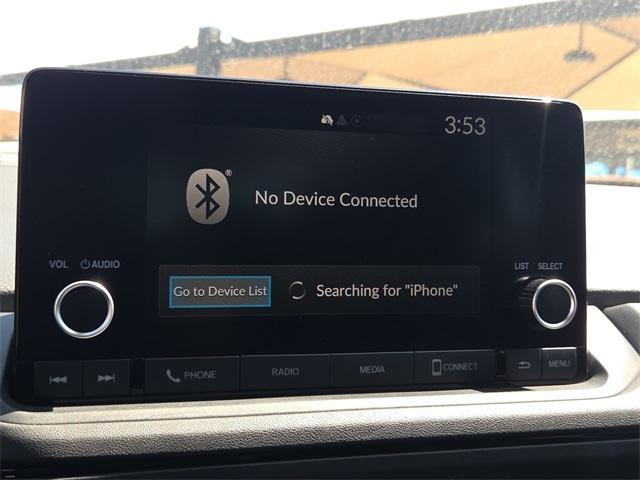 3:53
®
No Device Connected
VOL AUDIO
LIST SELECT
Go to Device List
Searching for "iPhone"
PHONE
RADIO
MEDIA
CONNECT
MENU